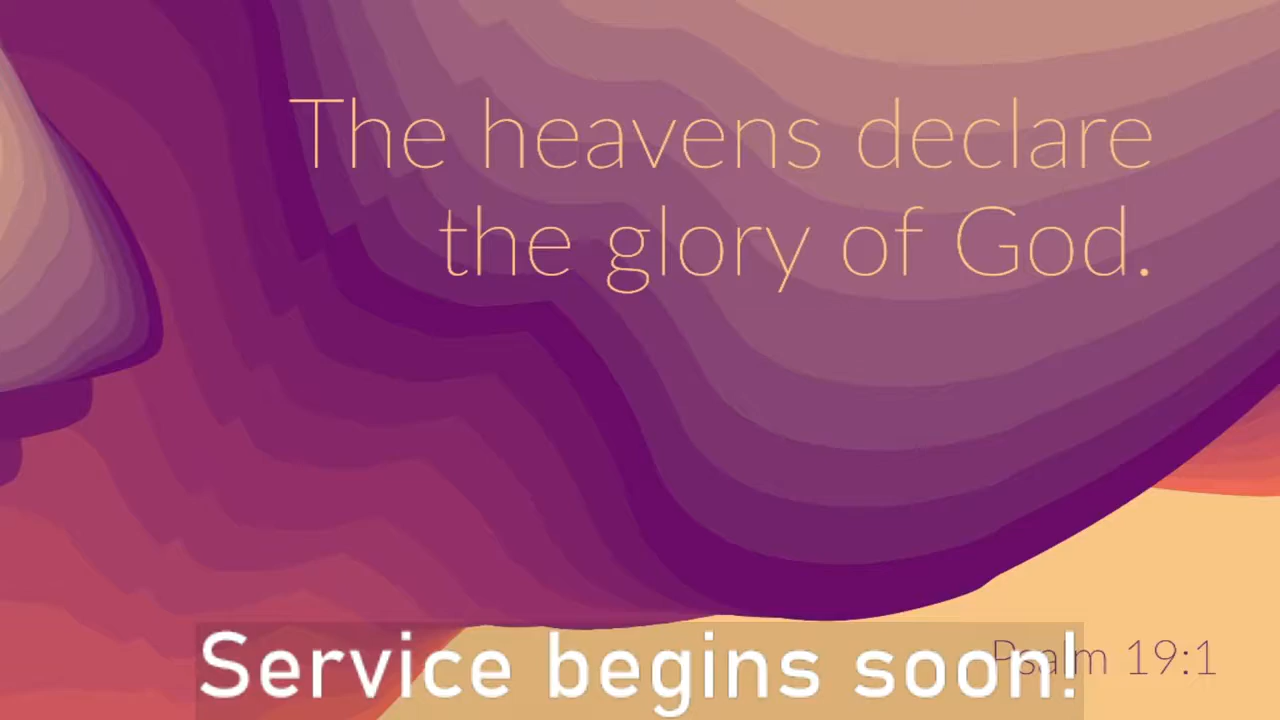 The heavens declare
the glory of God.
Psalm 19:1
Service begins soon!